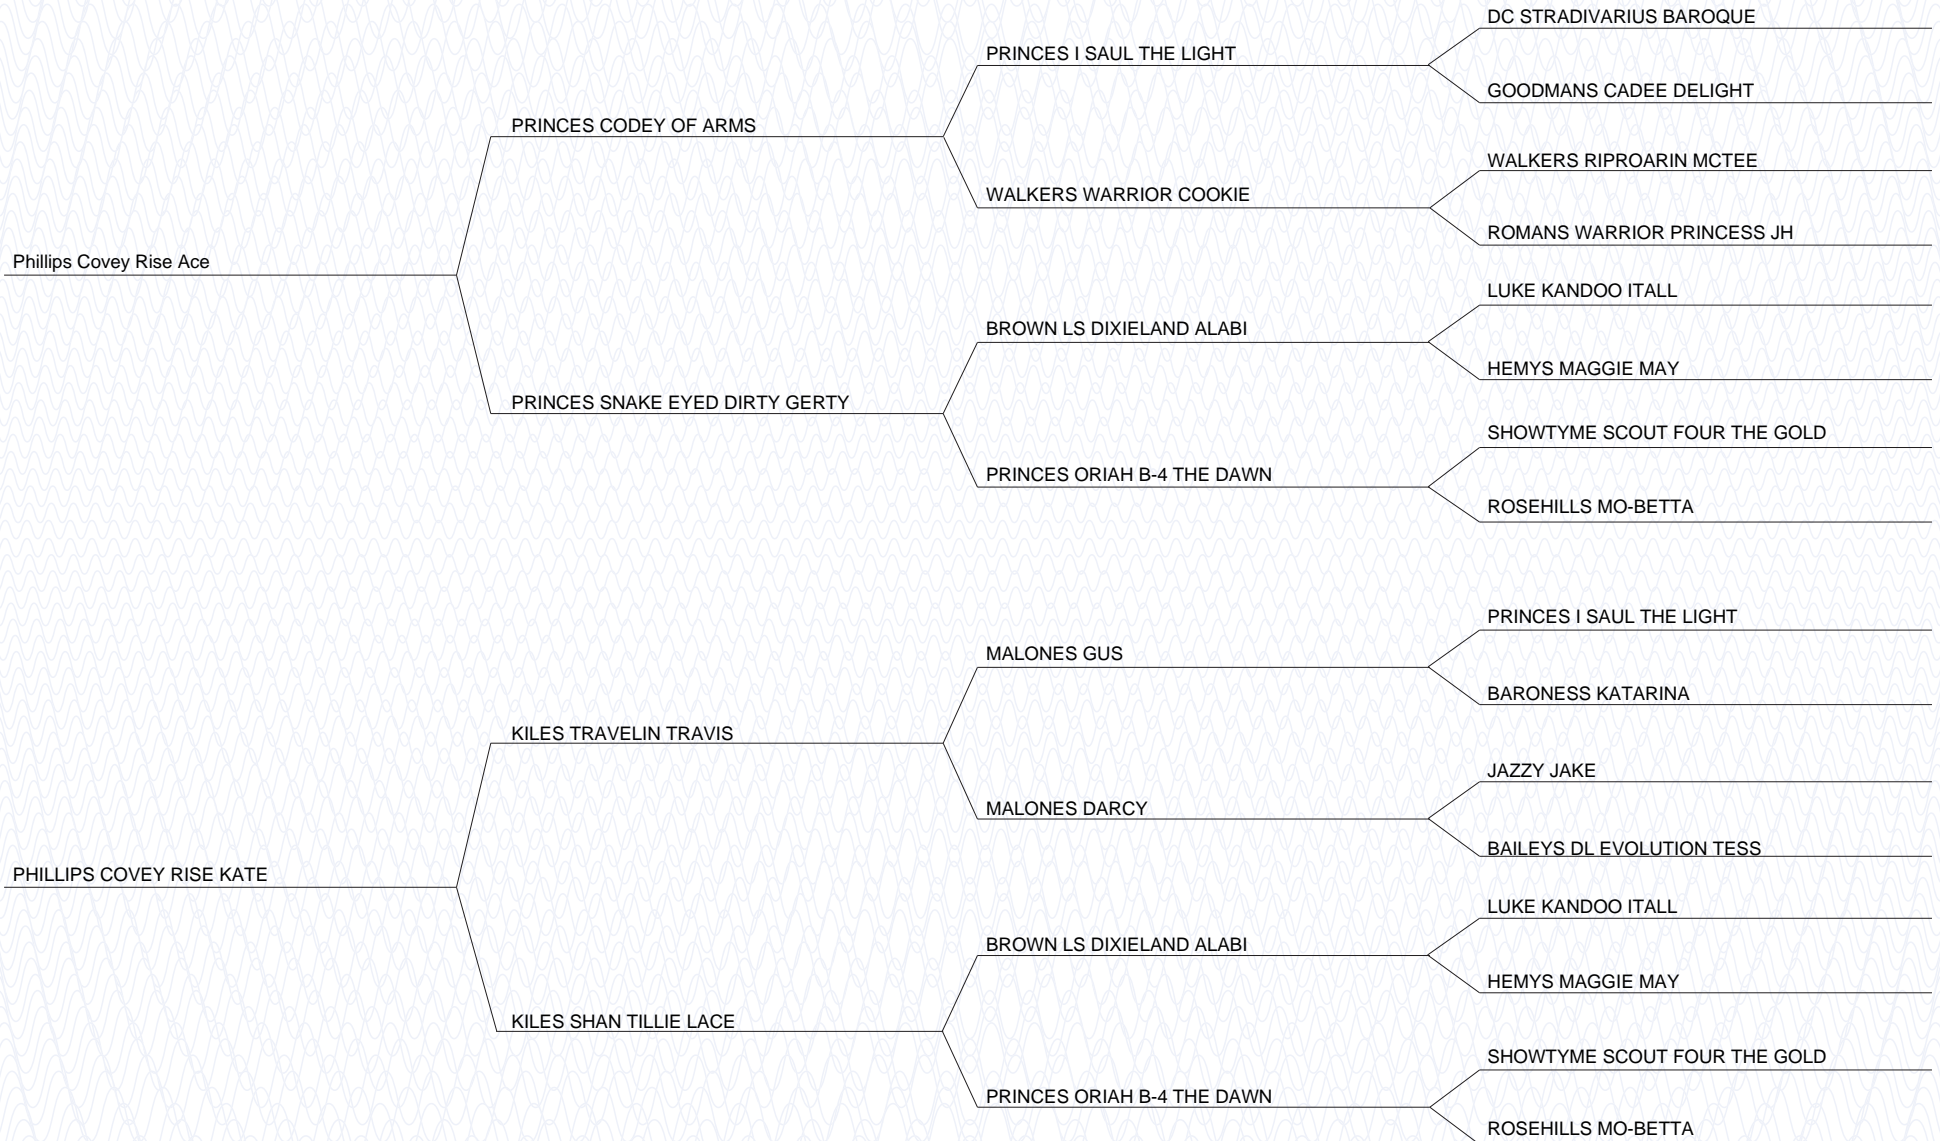 DC STRADIVARIUS BAROQUE
PRINCES I SAUL THE LIGHT
GOODMANS CADEE DELIGHT
PRINCES CODEY OF ARMS
WALKERS RIPROARIN MCTEE
WALKERS WARRIOR COOKIE
ROMANS WARRIOR PRINCESS JH
Phillips Covey Rise Ace
LUKE KANDOO ITALL
BROWN LS DIXIELAND ALABI
HEMYS MAGGIE MAY
PRINCES SNAKE EYED DIRTY GERTY
SHOWTYME SCOUT FOUR THE GOLD
PRINCES ORIAH B-4 THE DAWN
ROSEHILLS MO-BETTA
PRINCES I SAUL THE LIGHT
MALONES GUS
BARONESS KATARINA
KILES TRAVELIN TRAVIS
JAZZY JAKE
MALONES DARCY
BAILEYS DL EVOLUTION TESS
PHILLIPS COVEY RISE KATE
LUKE KANDOO ITALL
BROWN LS DIXIELAND ALABI
HEMYS MAGGIE MAY
KILES SHAN TILLIE LACE
SHOWTYME SCOUT FOUR THE GOLD
PRINCES ORIAH B-4 THE DAWN
ROSEHILLS MO-BETTA